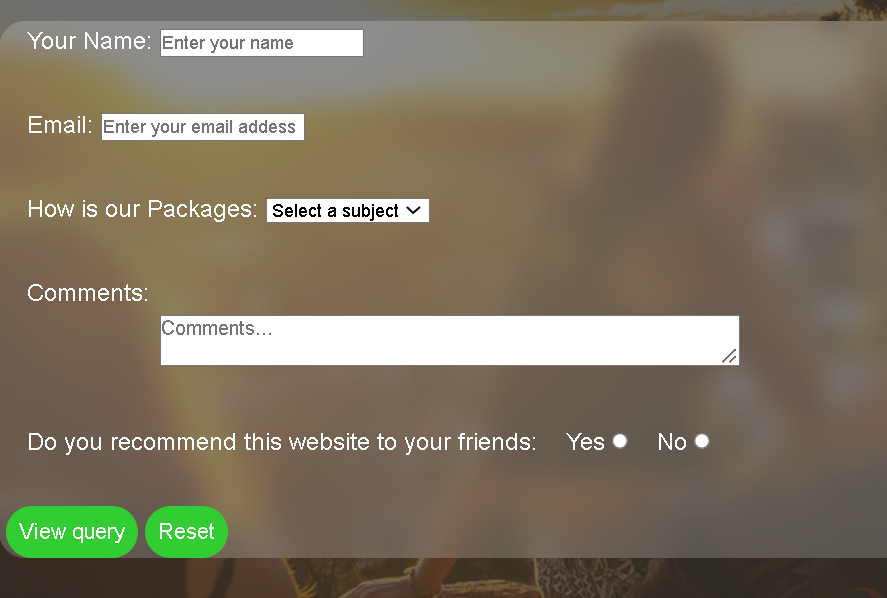 Your Name: Enter your name
Email: Enter your email addess
How is our Packages: Select a subject
Comments:
Comments...
Do you recommend this website to your friends: Yes No
View query Reset